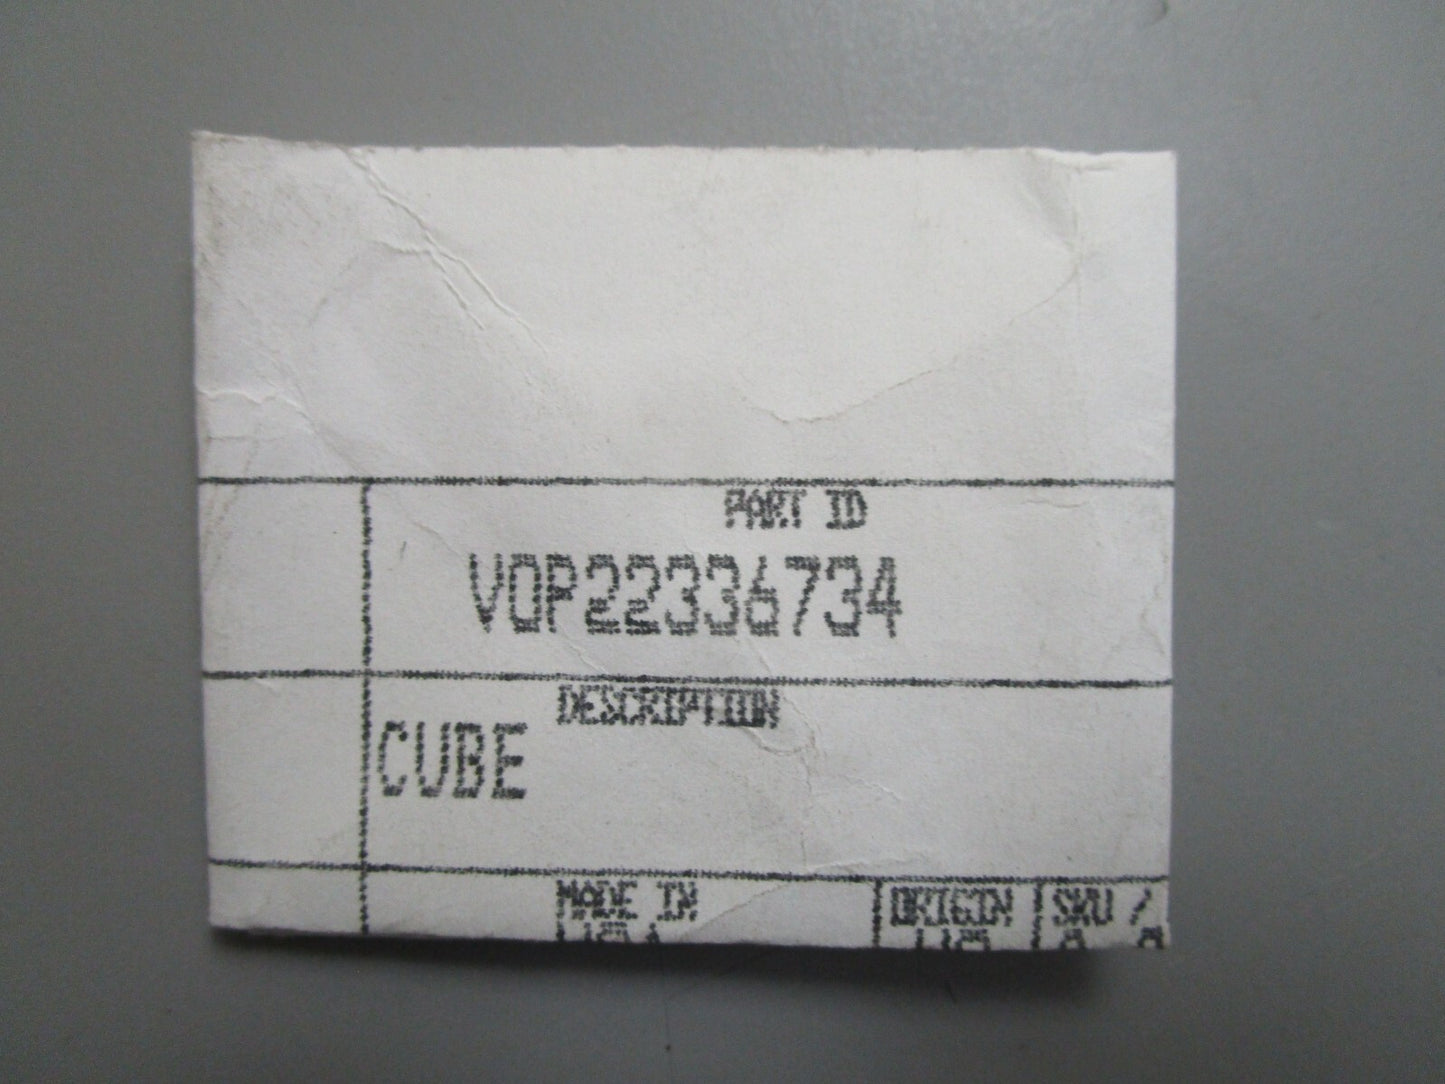 PART ID
VOP22336734
DESCRIPTION
CUBE
MADE IN ORIGIN SKU /